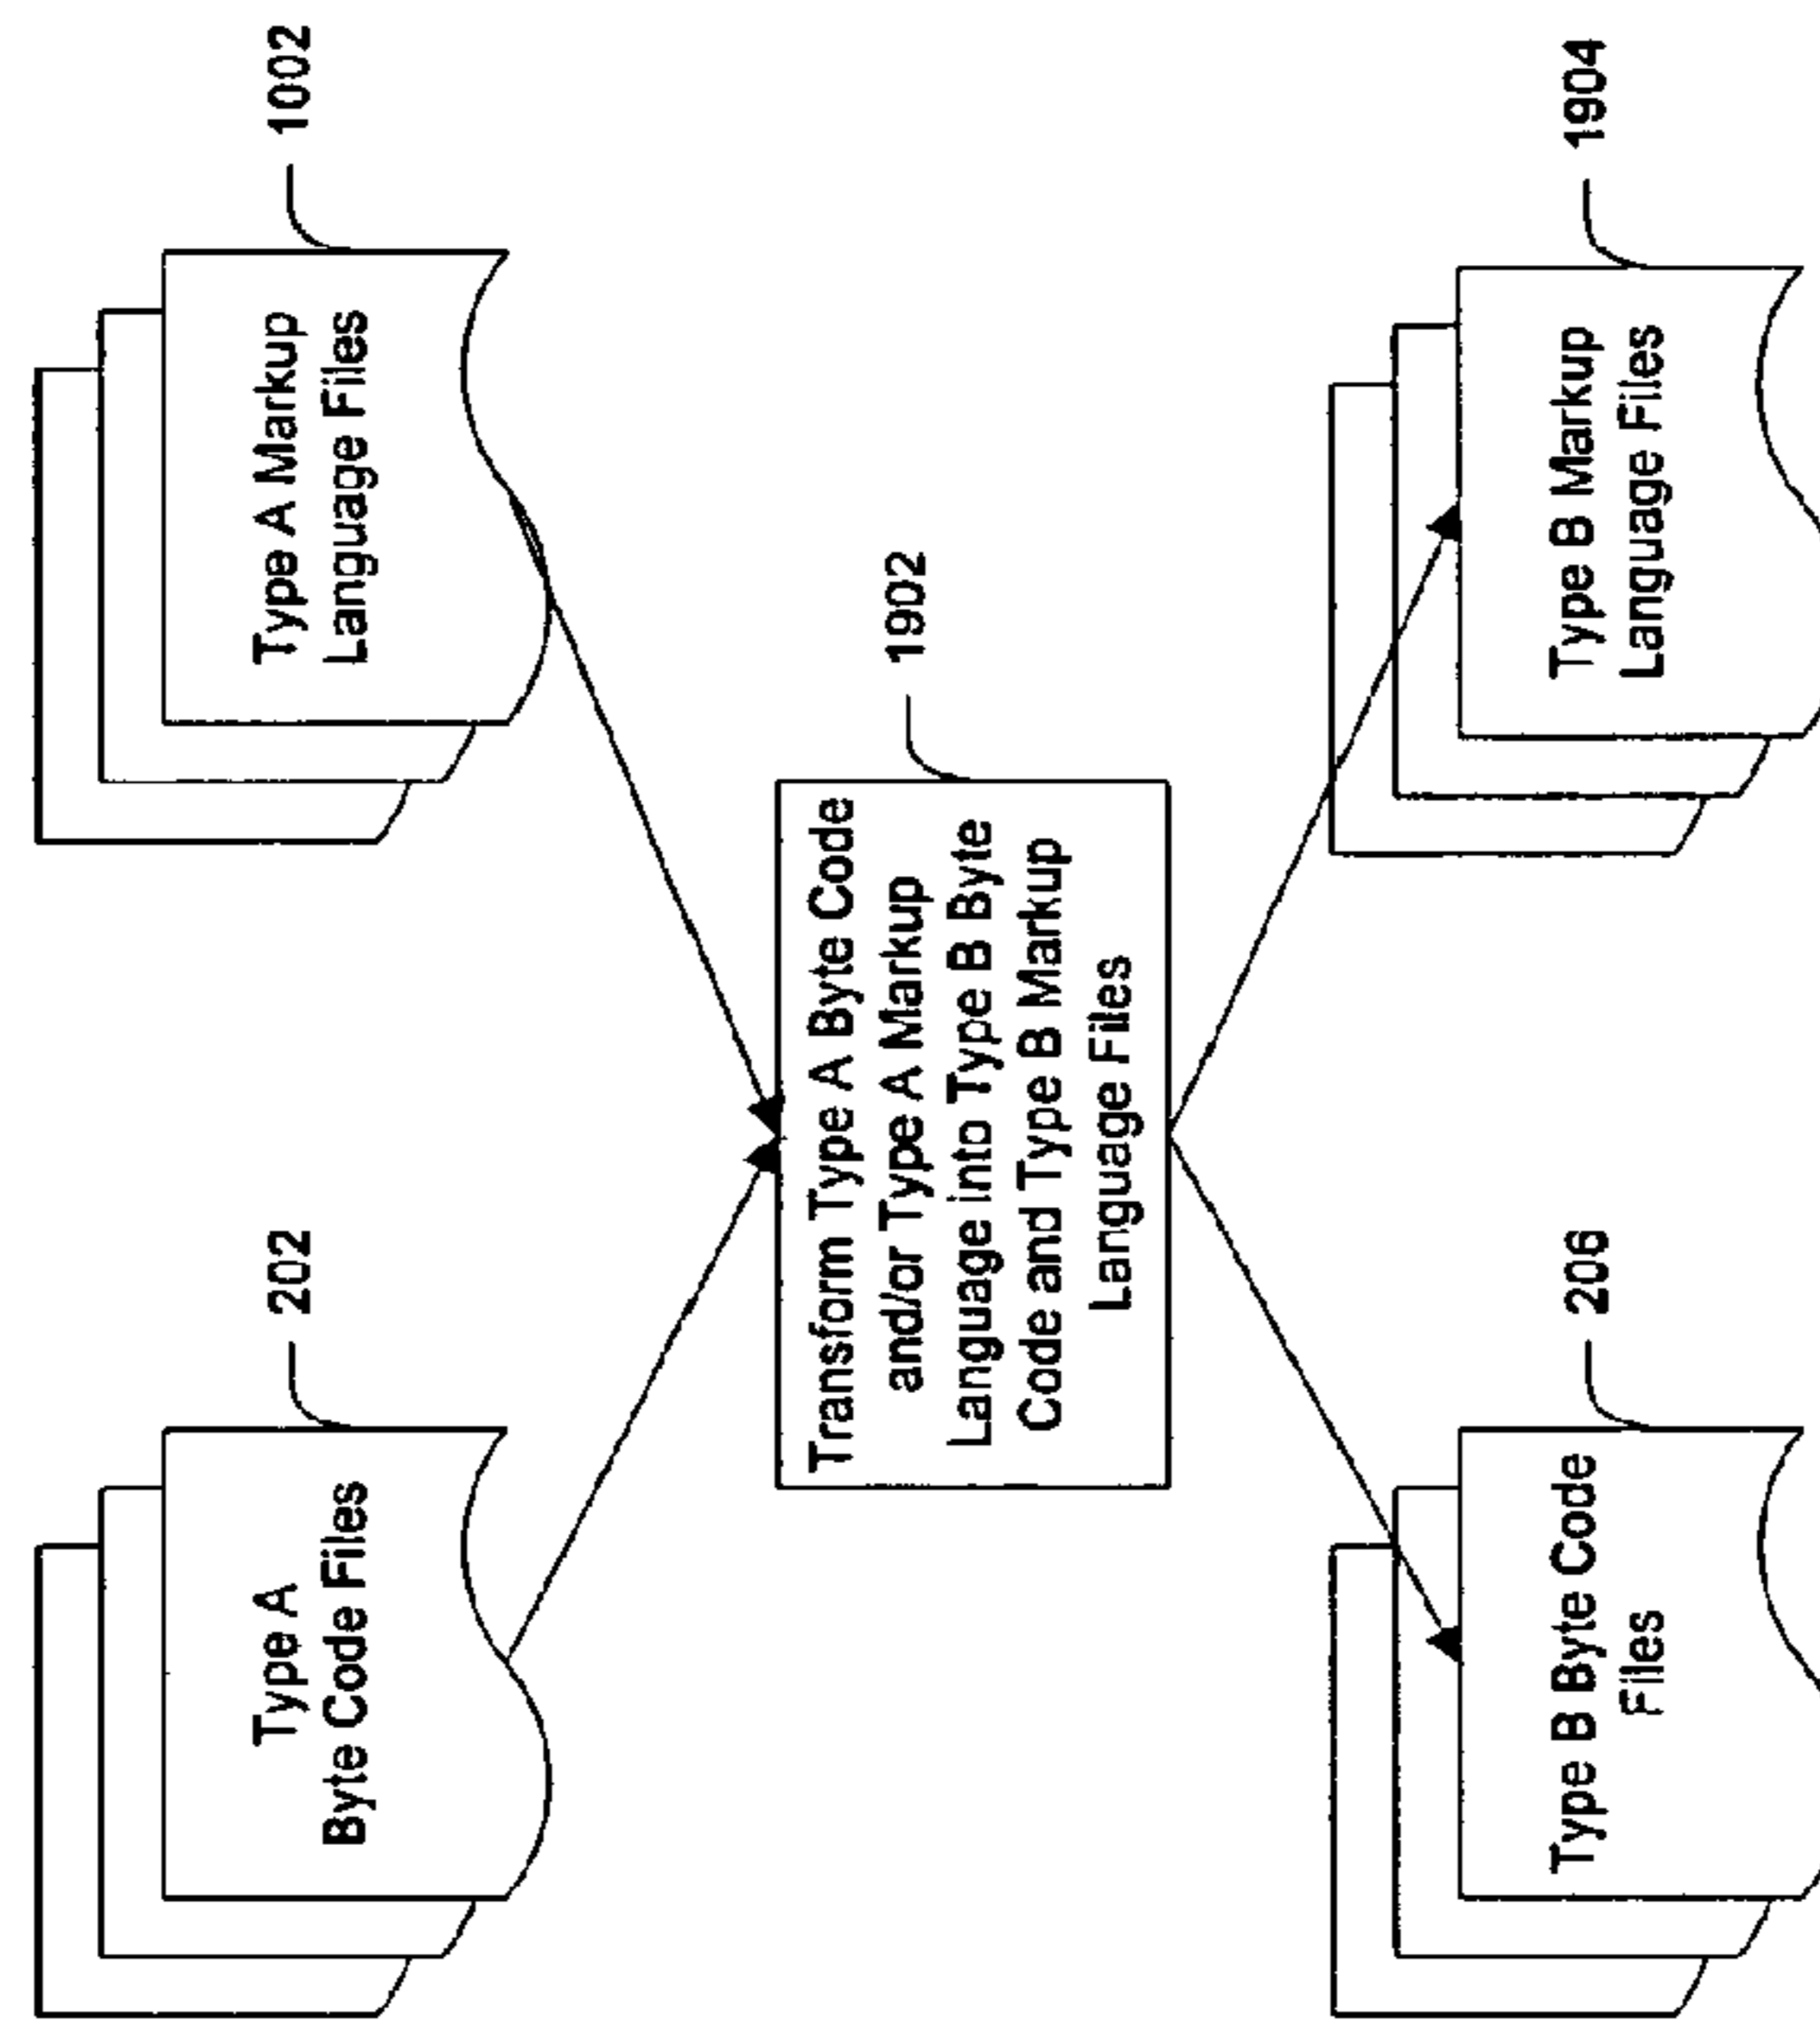 202
Type A
Byte Code Files
1002
Type A Markup
Language Files
1902
Transform Type A Byte Code
and/or Type A Markup
Language into Type B Byte
Code and Type B Markup
Language Files
206
Type B Byte Code
Files
1904
Type B Markup
Language Files